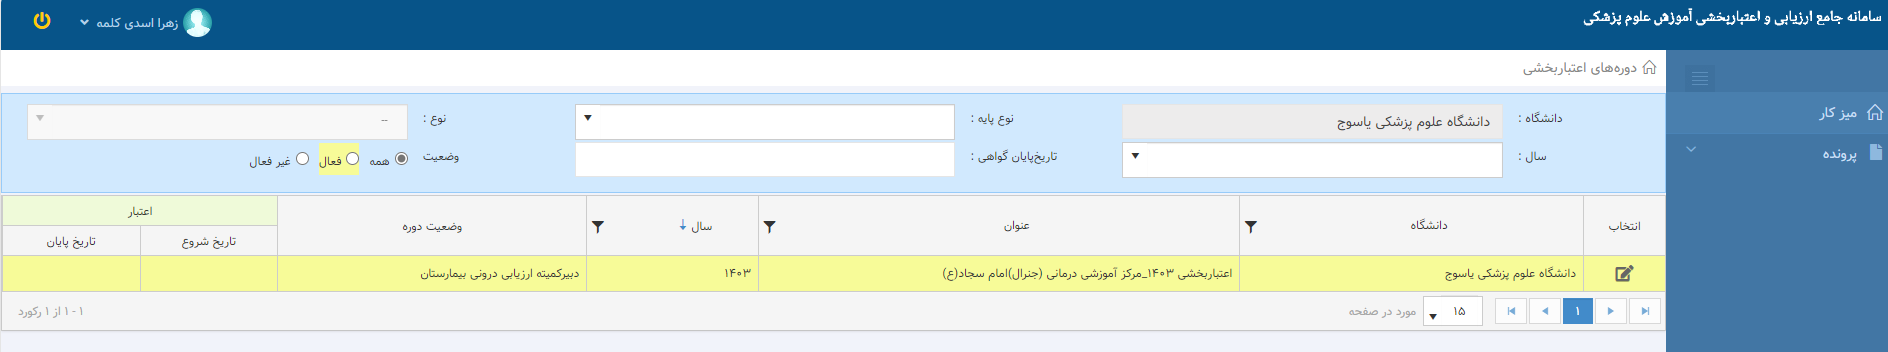 سامانه جامع ارزیابی و اعتباربخشی آموزش علوم پزشکی
زهرا اسدی کلمه
دوره‌های اعتباربخشی
میز کار
پرونده
دانشگاه : دانشگاه علوم پزشکی یاسوج نوع پایه : نوع : --
سال : تاریخ‌پایان گواهی : وضعیت همه فعال غیر فعال
انتخاب دانشگاه عنوان سال وضعیت دوره اعتبار
تاریخ شروع تاریخ پایان
دانشگاه علوم پزشکی یاسوج اعتباربخشی ۱۴۰۳_مرکز آموزشی درمانی (جنرال)امام سجاد(ع) ۱۴۰۳ دبیرکمیته ارزیابی درونی بیمارستان
۱ ۱۵ مورد در صفحه ۱ - ۱ از ۱ رکورد